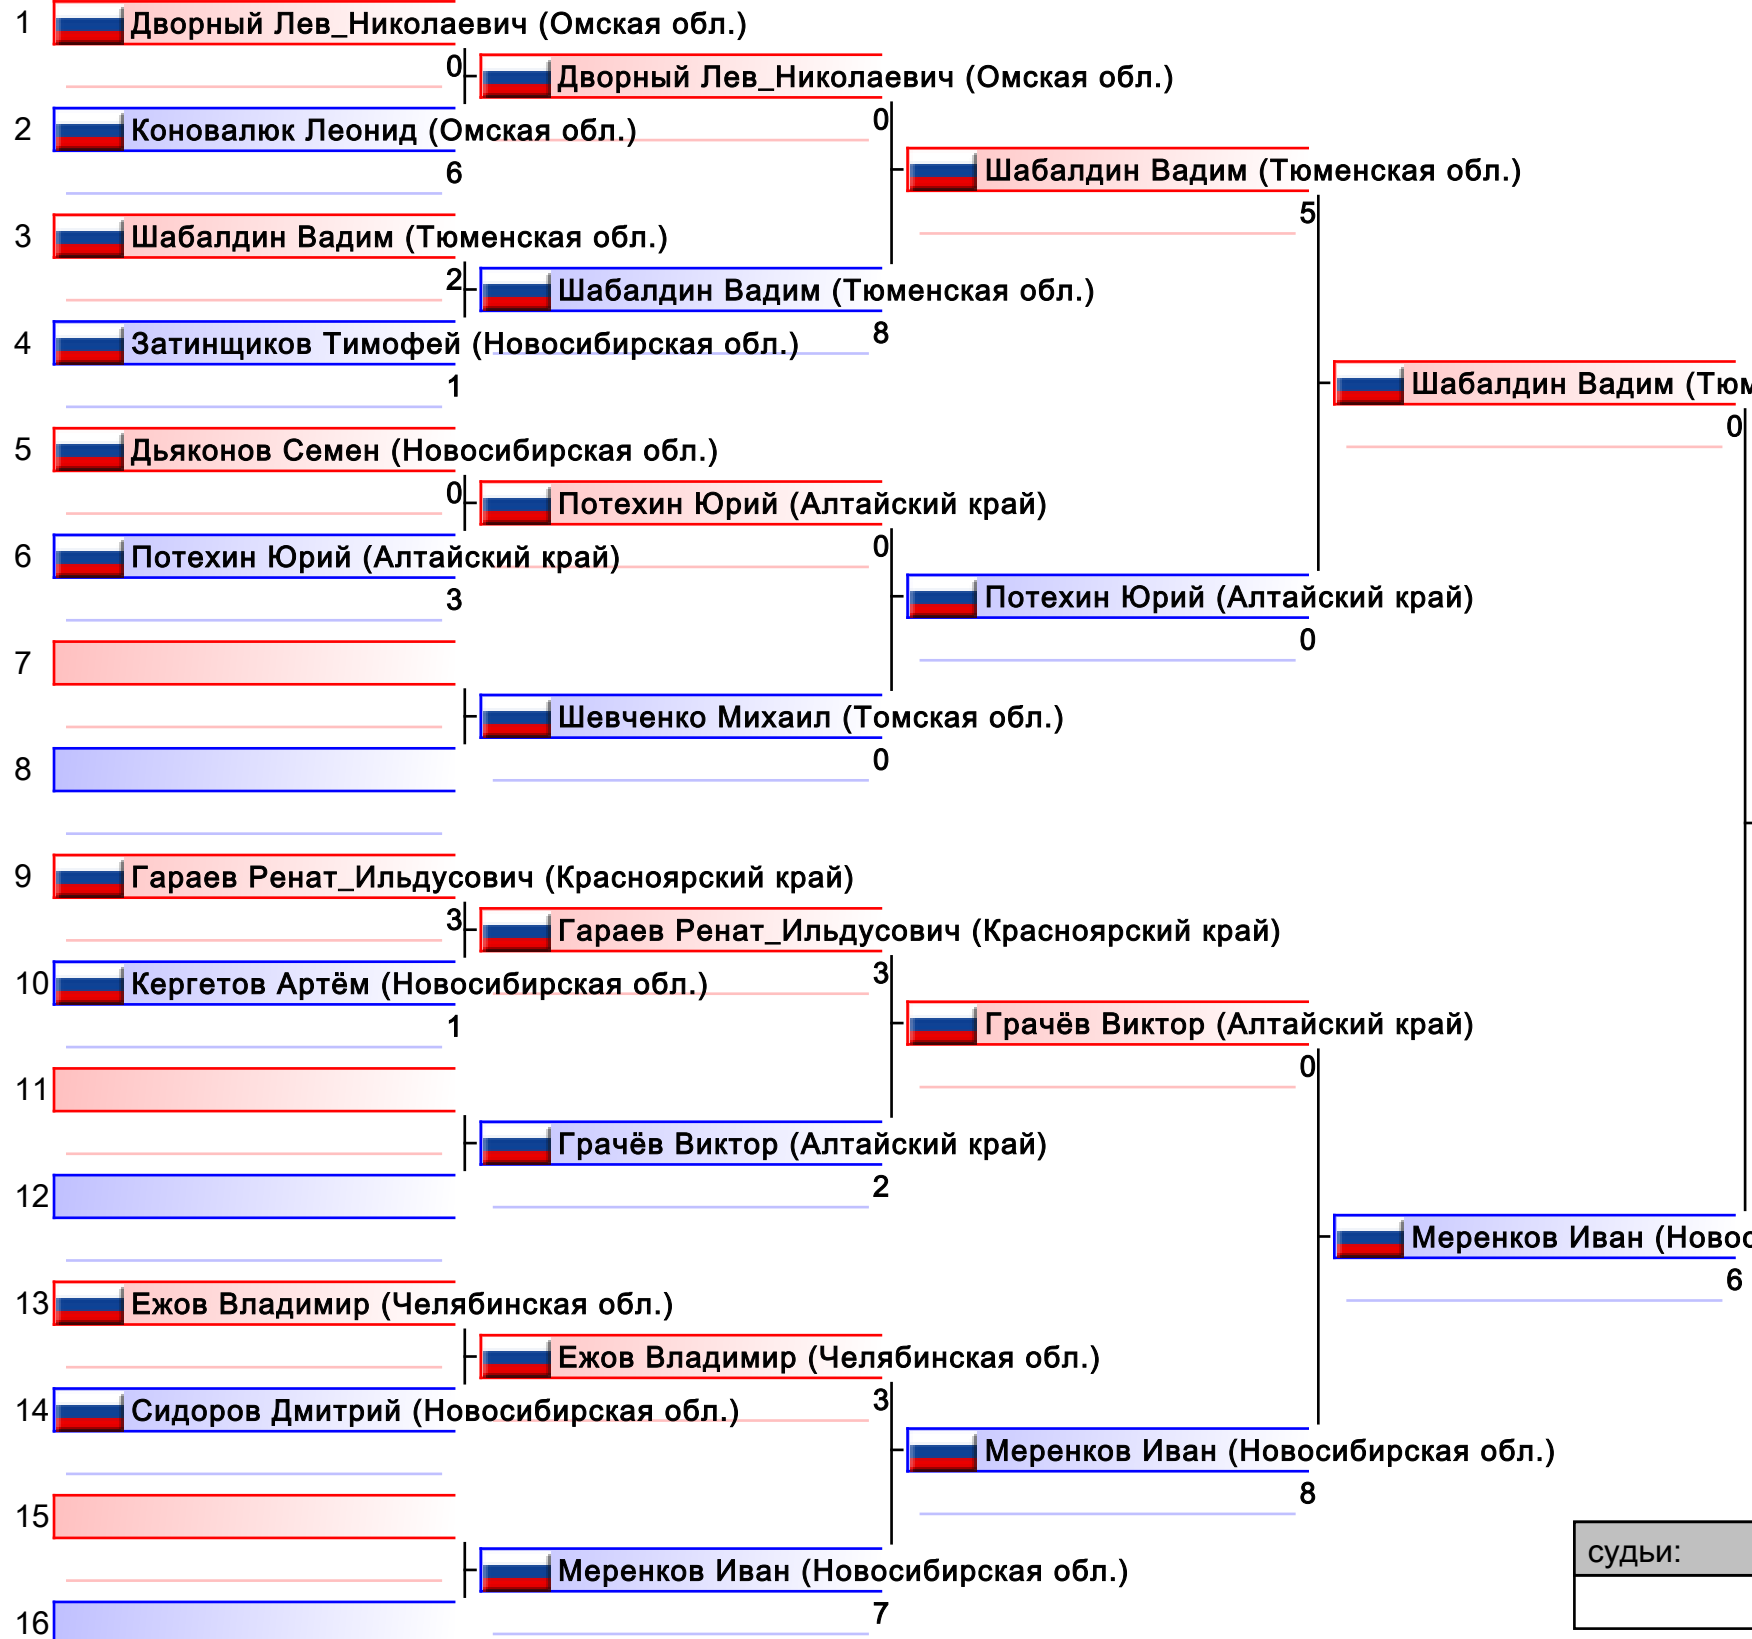 1 Дворный Лев_Николаевич (Омская обл.)
0 Дворный Лев_Николаевич (Омская обл.)
0
2 Коновалюк Леонид (Омская обл.)
6
Шабалдин Вадим (Тюменская обл.)
5
3 Шабалдин Вадим (Тюменская обл.)
2 Шабалдин Вадим (Тюменская обл.)
8
4 Затинщиков Тимофей (Новосибирская обл.)
1
Шабалдин Вадим (Тюм
0
5 Дьяконов Семен (Новосибирская обл.)
0 Потехин Юрий (Алтайский край)
0
6 Потехин Юрий (Алтайский край)
3
Потехин Юрий (Алтайский край)
0
7
Шевченко Михаил (Томская обл.)
0
8
9 Гараев Ренат_Ильдусович (Красноярский край)
3 Гараев Ренат_Ильдусович (Красноярский край)
3
10 Кергетов Артём (Новосибирская обл.)
1
Грачёв Виктор (Алтайский край)
0
11
Грачёв Виктор (Алтайский край)
2
12
Меренков Иван (Новос
6
13 Ежов Владимир (Челябинская обл.)
Ежов Владимир (Челябинская обл.)
3
14 Сидоров Дмитрий (Новосибирская обл.)
Меренков Иван (Новосибирская обл.)
8
15
Меренков Иван (Новосибирская обл.)
7
16
судьи: